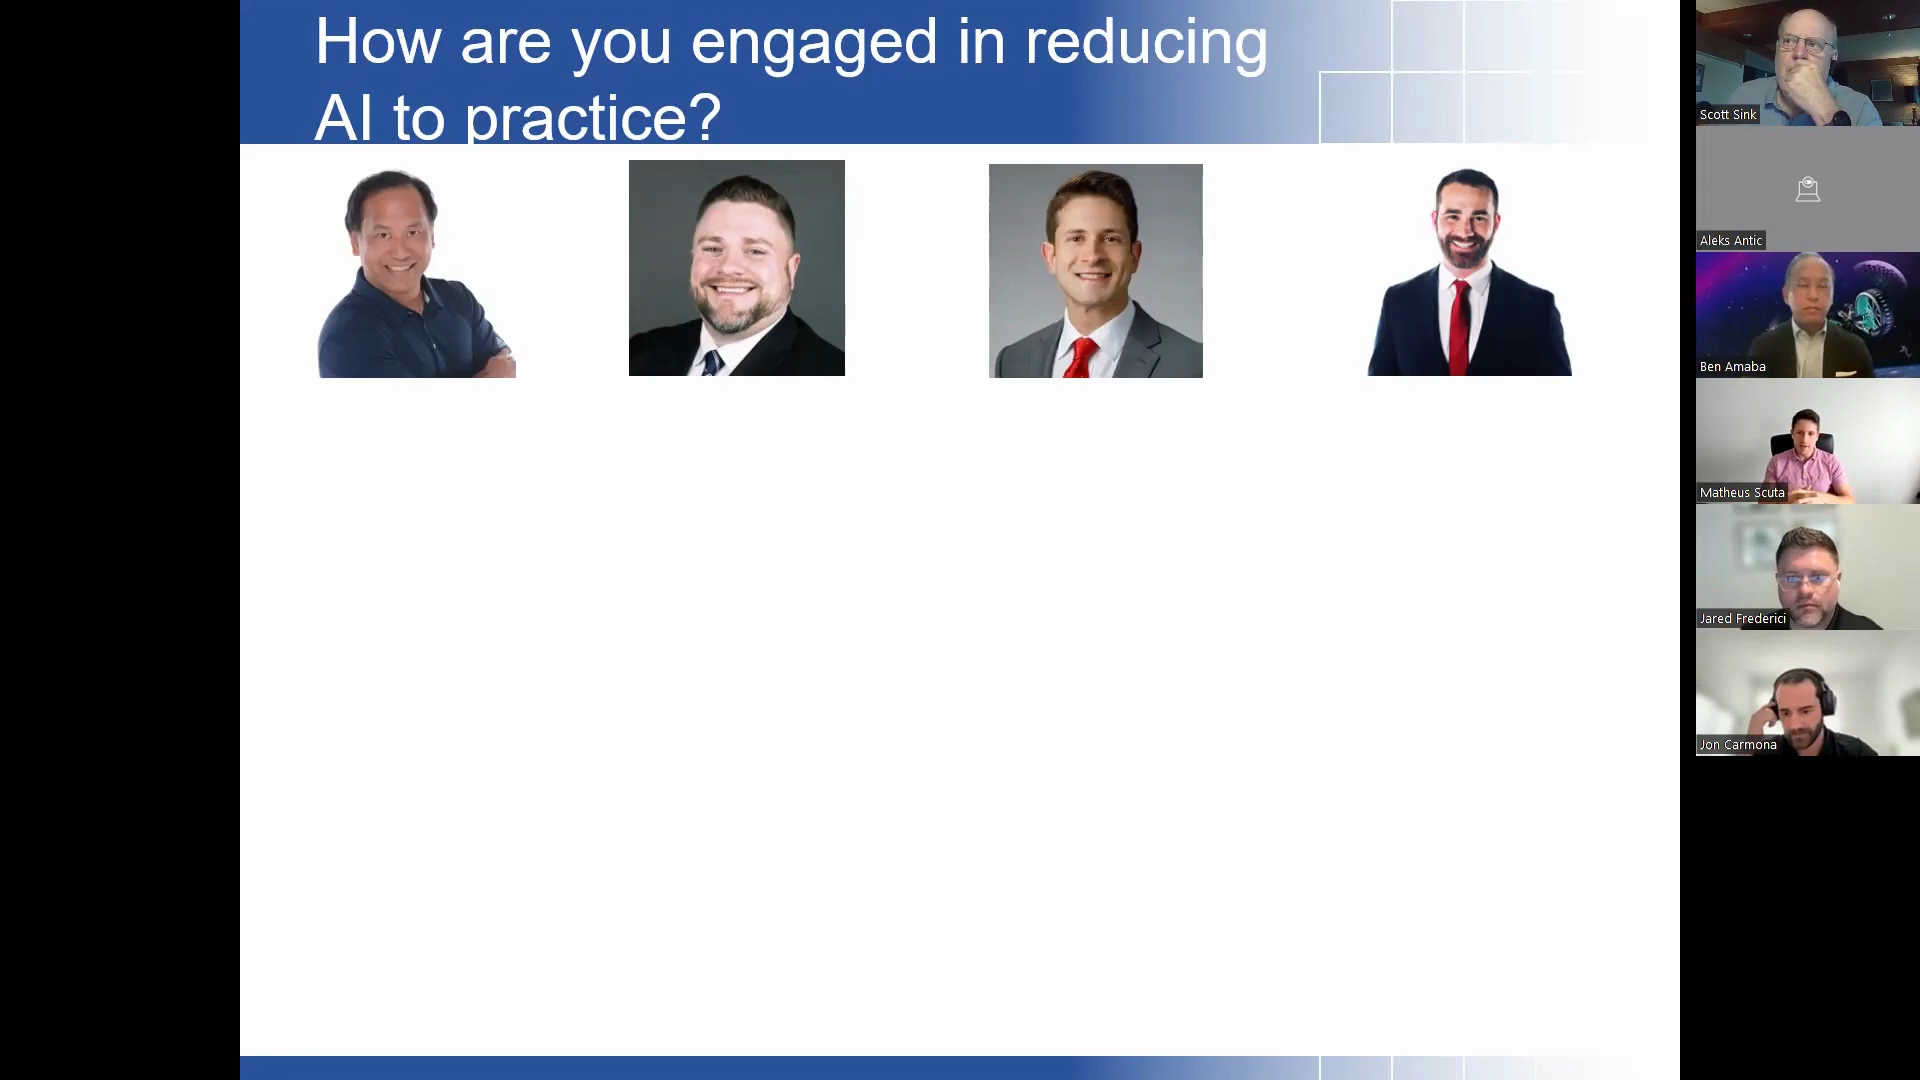 How are you engaged in reducing
AI to practice?
Scott Sink
Aleks Antic
Ben Amaba
Matheus Scuta
Jared Frederici
Jon Carmona